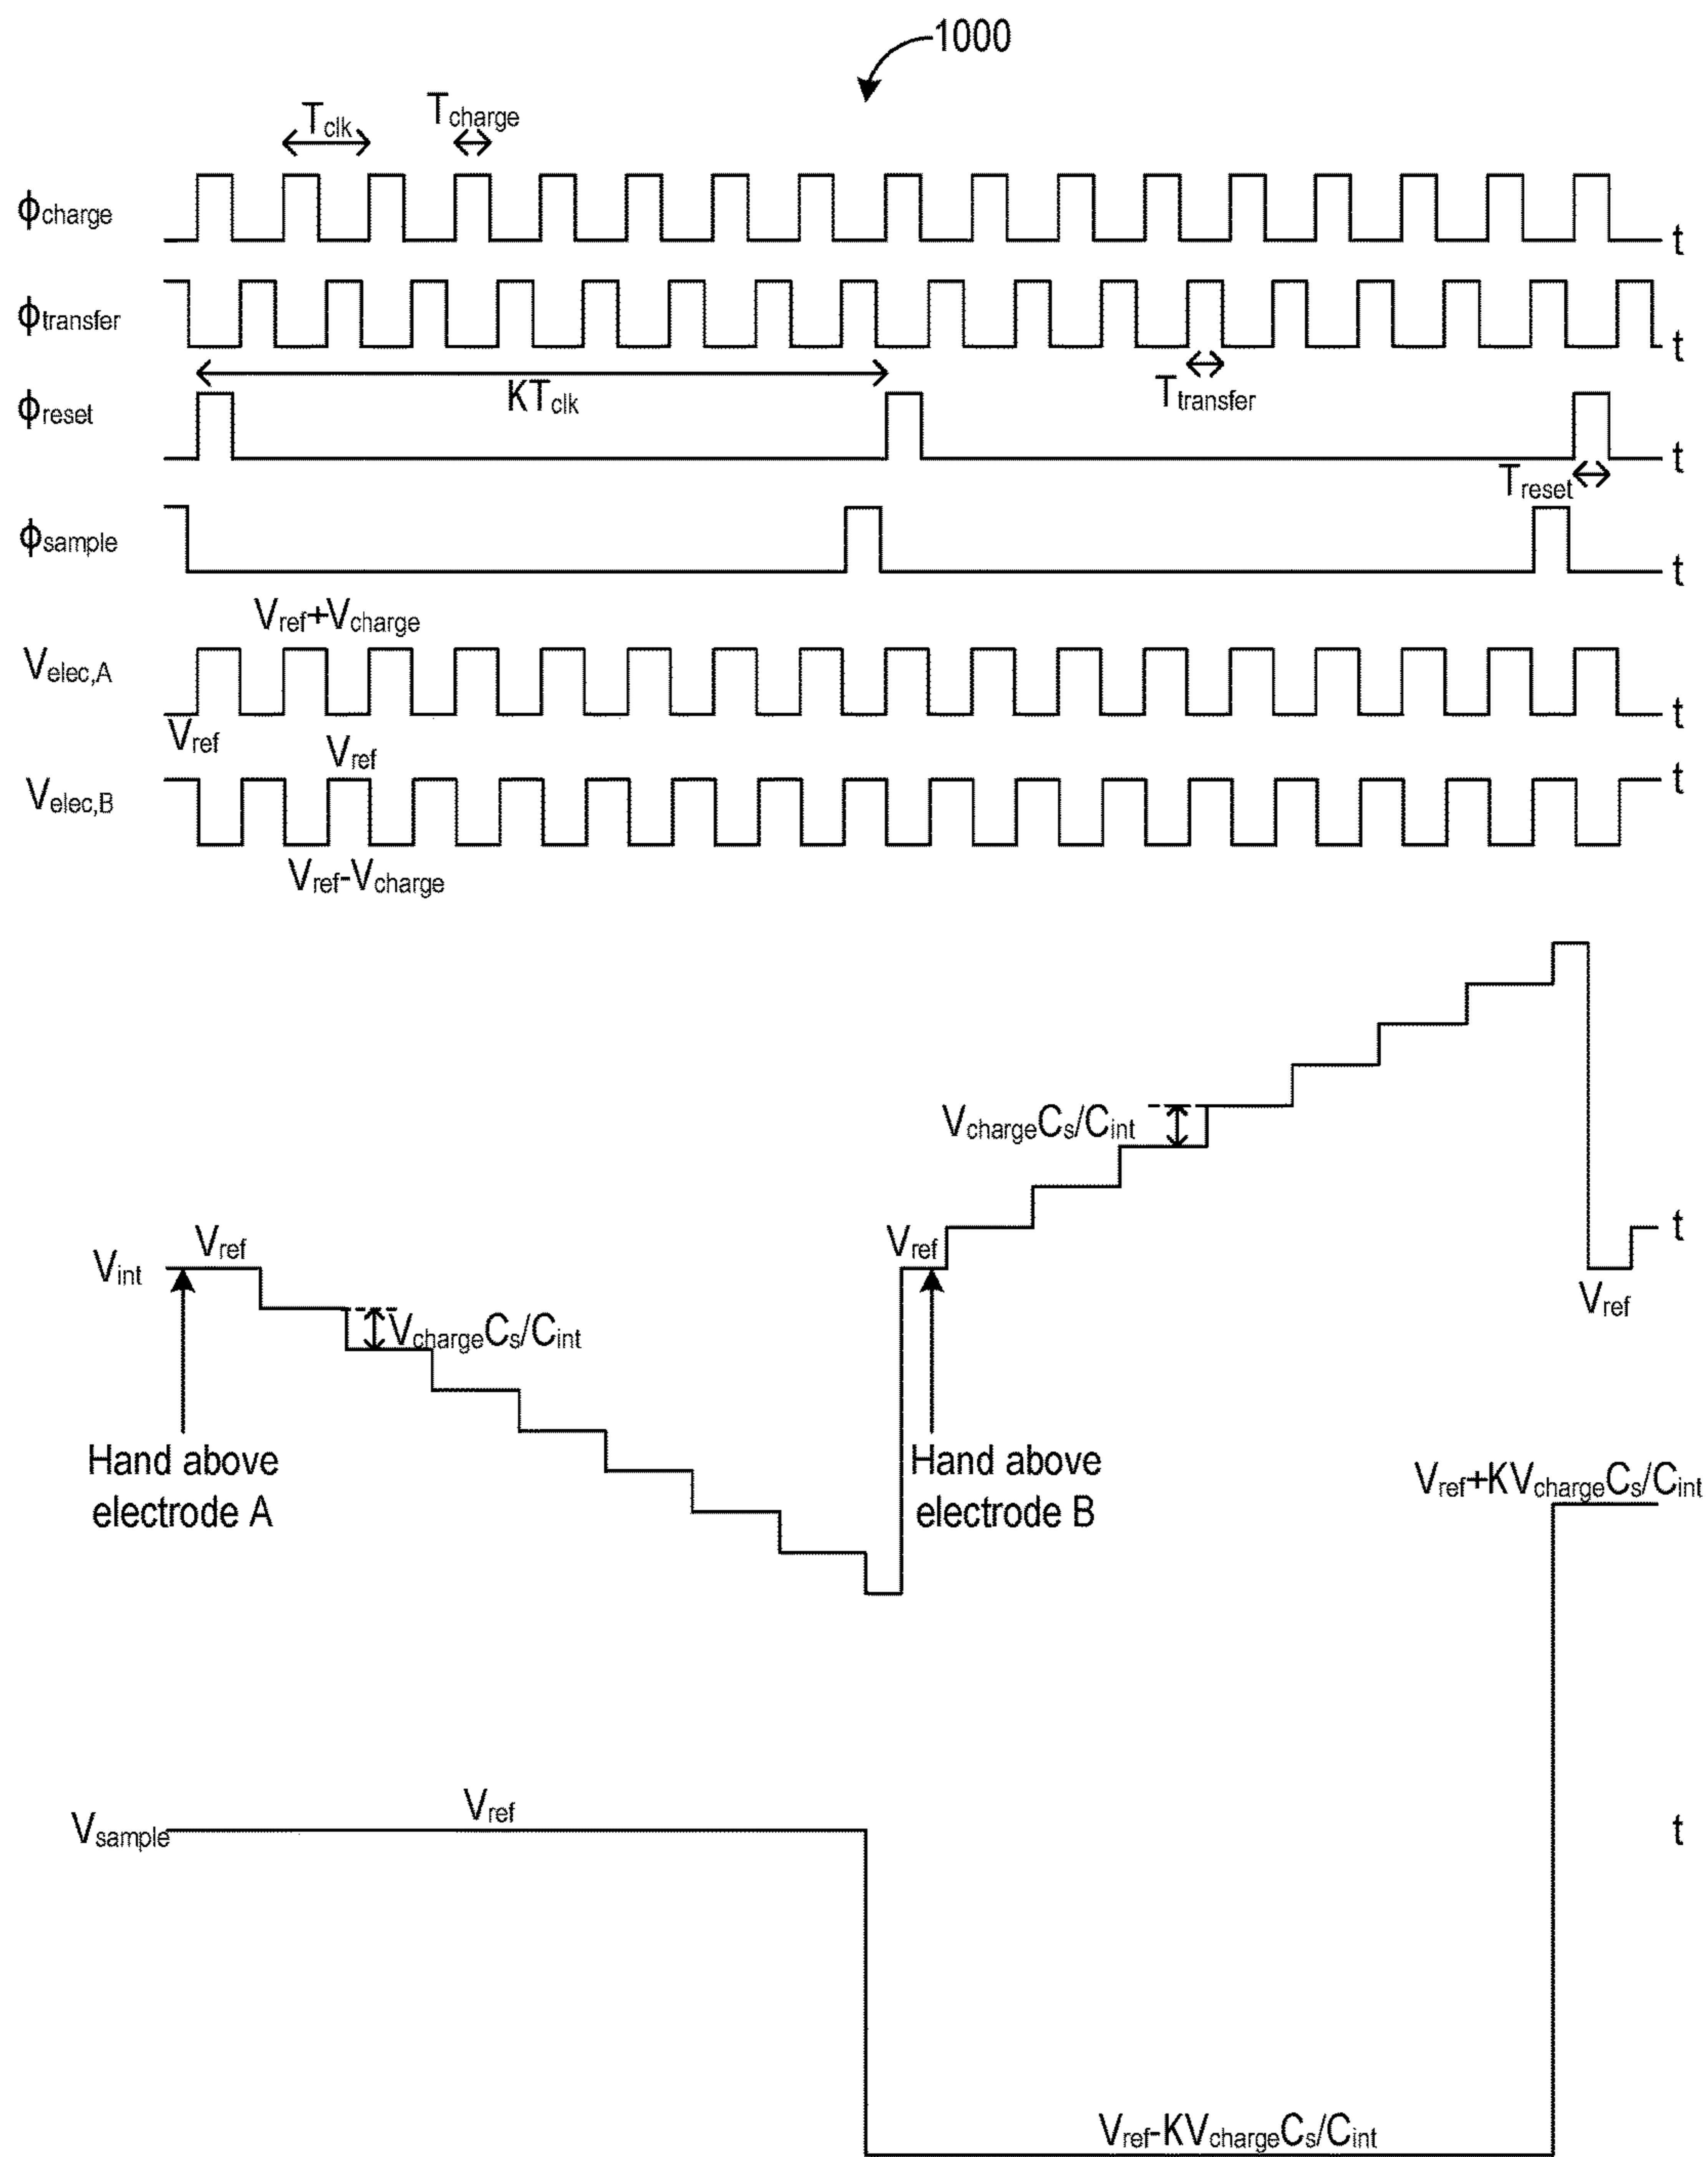 1000
Tclk
Tcharge
ϕcharge
t
ϕtransfer
t
KTclk
Ttransfer
ϕreset
t
Treset
ϕsample
t
Vref+Vcharge
Velec,A
t
Vref
Vref
Velec,B
t
Vref-Vcharge
VchargeCs/Cint
Vref
Vref
t
Vint
Vref
VchargeCs/Cint
Hand above
electrode A
Hand above
electrode B
Vref+KVchargeCs/Cint
Vref
Vsample
t
Vref-KVchargeCs/Cint